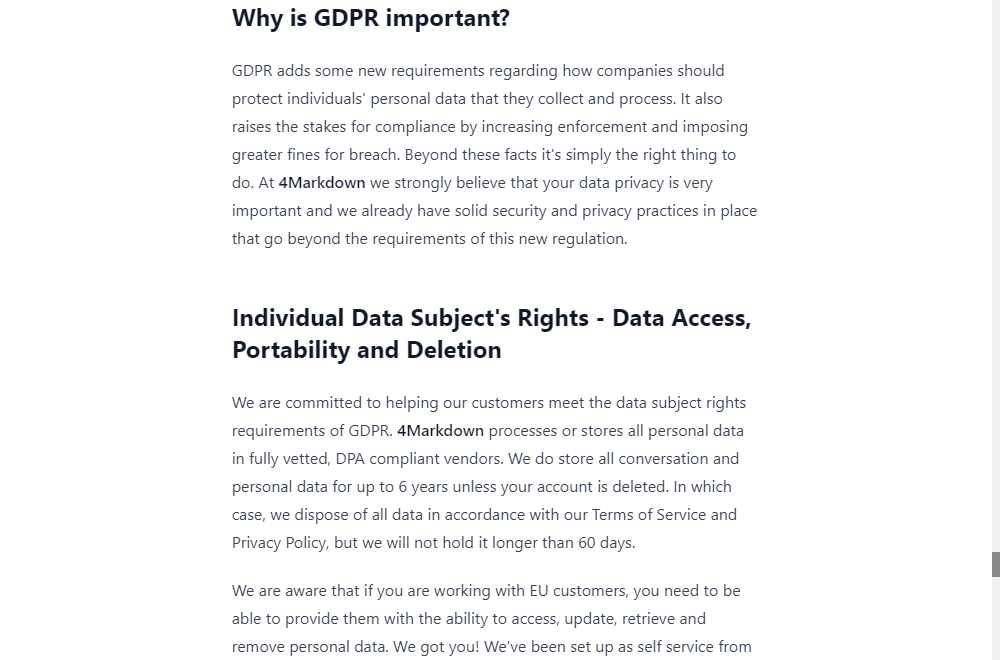 Why is GDPR important?
GDPR adds some new requirements regarding how companies should
protect individuals' personal data that they collect and process. It also
raises the stakes for compliance by increasing enforcement and imposing
greater fines for breach. Beyond these facts it's simply the right thing to
do. At 4Markdown we strongly believe that your data privacy is very
important and we already have solid security and privacy practices in place
that go beyond the requirements of this new regulation.
Individual Data Subject's Rights - Data Access,
Portability and Deletion
We are committed to helping our customers meet the data subject rights
requirements of GDPR. 4Markdown processes or stores all personal data
in fully vetted, DPA compliant vendors. We do store all conversation and
personal data for up to 6 years unless your account is deleted. In which
case, we dispose of all data in accordance with our Terms of Service and
Privacy Policy, but we will not hold it longer than 60 days.
We are aware that if you are working with EU customers, you need to be
able to provide them with the ability to access, update, retrieve and
remove personal data. We got you! We've been set up as self service from